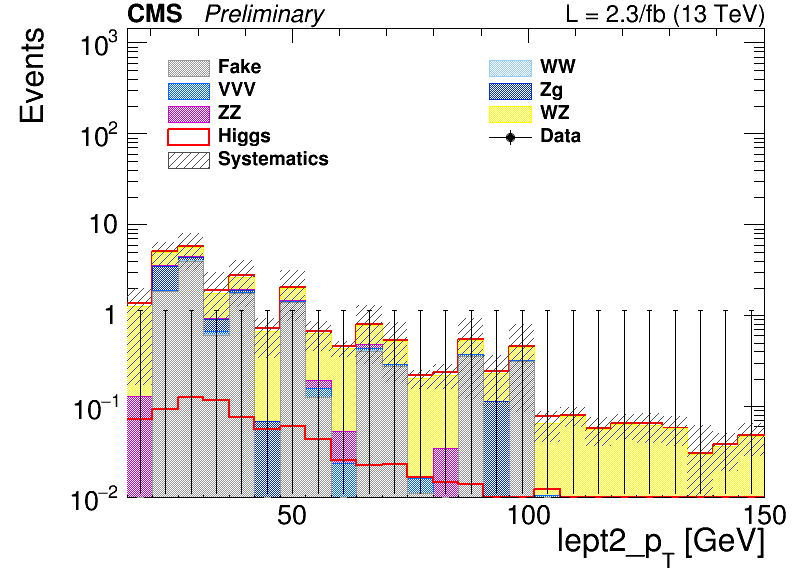 CMS Preliminary L = 2.3/fb (13 TeV)
Events
10³
10²
10
1
10⁻¹
10⁻²
Fake WW
VVV Zg
ZZ WZ
Higgs Data
Systematics
50 100 150
lept2_p_T [GeV]